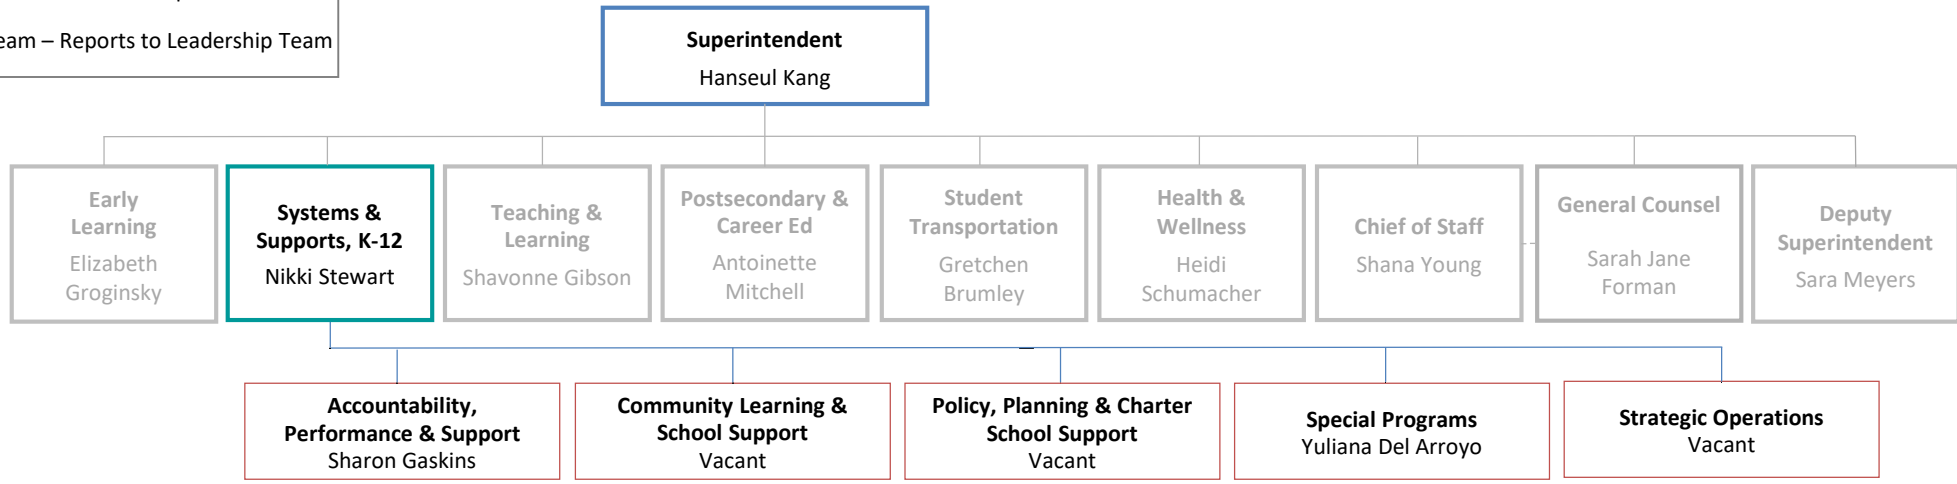 – Reports to Leadership Team
Superintendent
Hanseul Kang
Early
Learning
Elizabeth
Groginsky
Systems &
Supports, K-12
Nikki Stewart
Teaching &
Learning
Shavonne Gibson
Postsecondary &
Career Ed
Antoinette
Mitchell
Student
Transportation
Gretchen
Brumley
Health &
Wellness
Heidi
Schumacher
Chief of Staff
Shana Young
General Counsel
Sarah Jane
Forman
Deputy
Superintendent
Sara Meyers
Accountability,
Performance & Support
Sharon Gaskins
Community Learning &
School Support
Vacant
Policy, Planning & Charter
School Support
Vacant
Special Programs
Yuliana Del Arroyo
Strategic Operations
Vacant